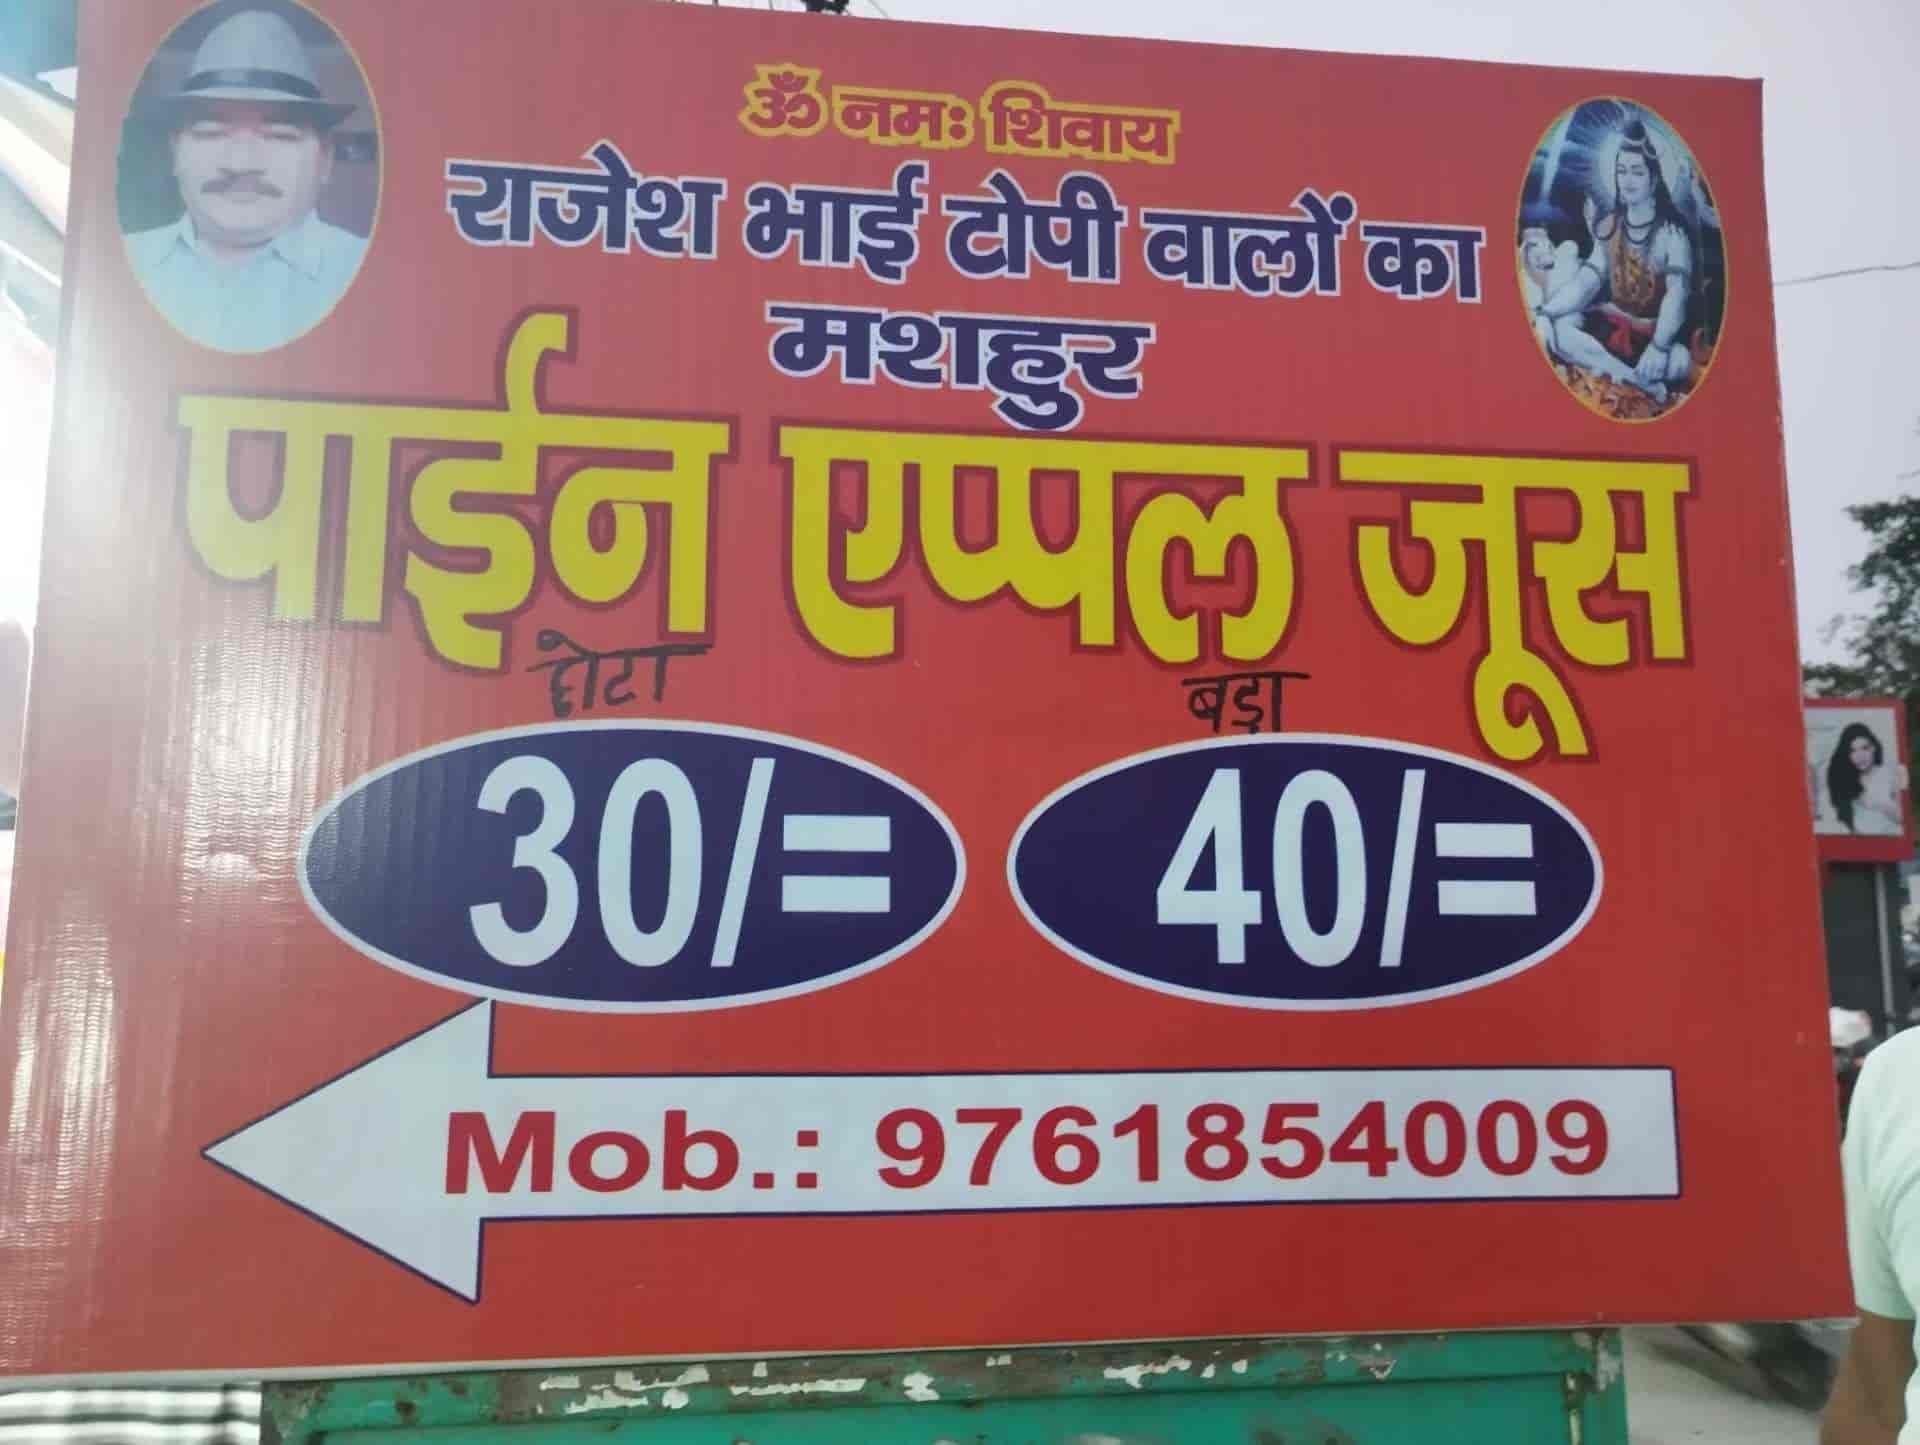 ॐ नमः शिवाय
राजेश भाई टोपी वालों का
मशहुर
पाईन एप्पल जूस
छोटा बड़ा
30/= 40/=
Mob.: 9761854009